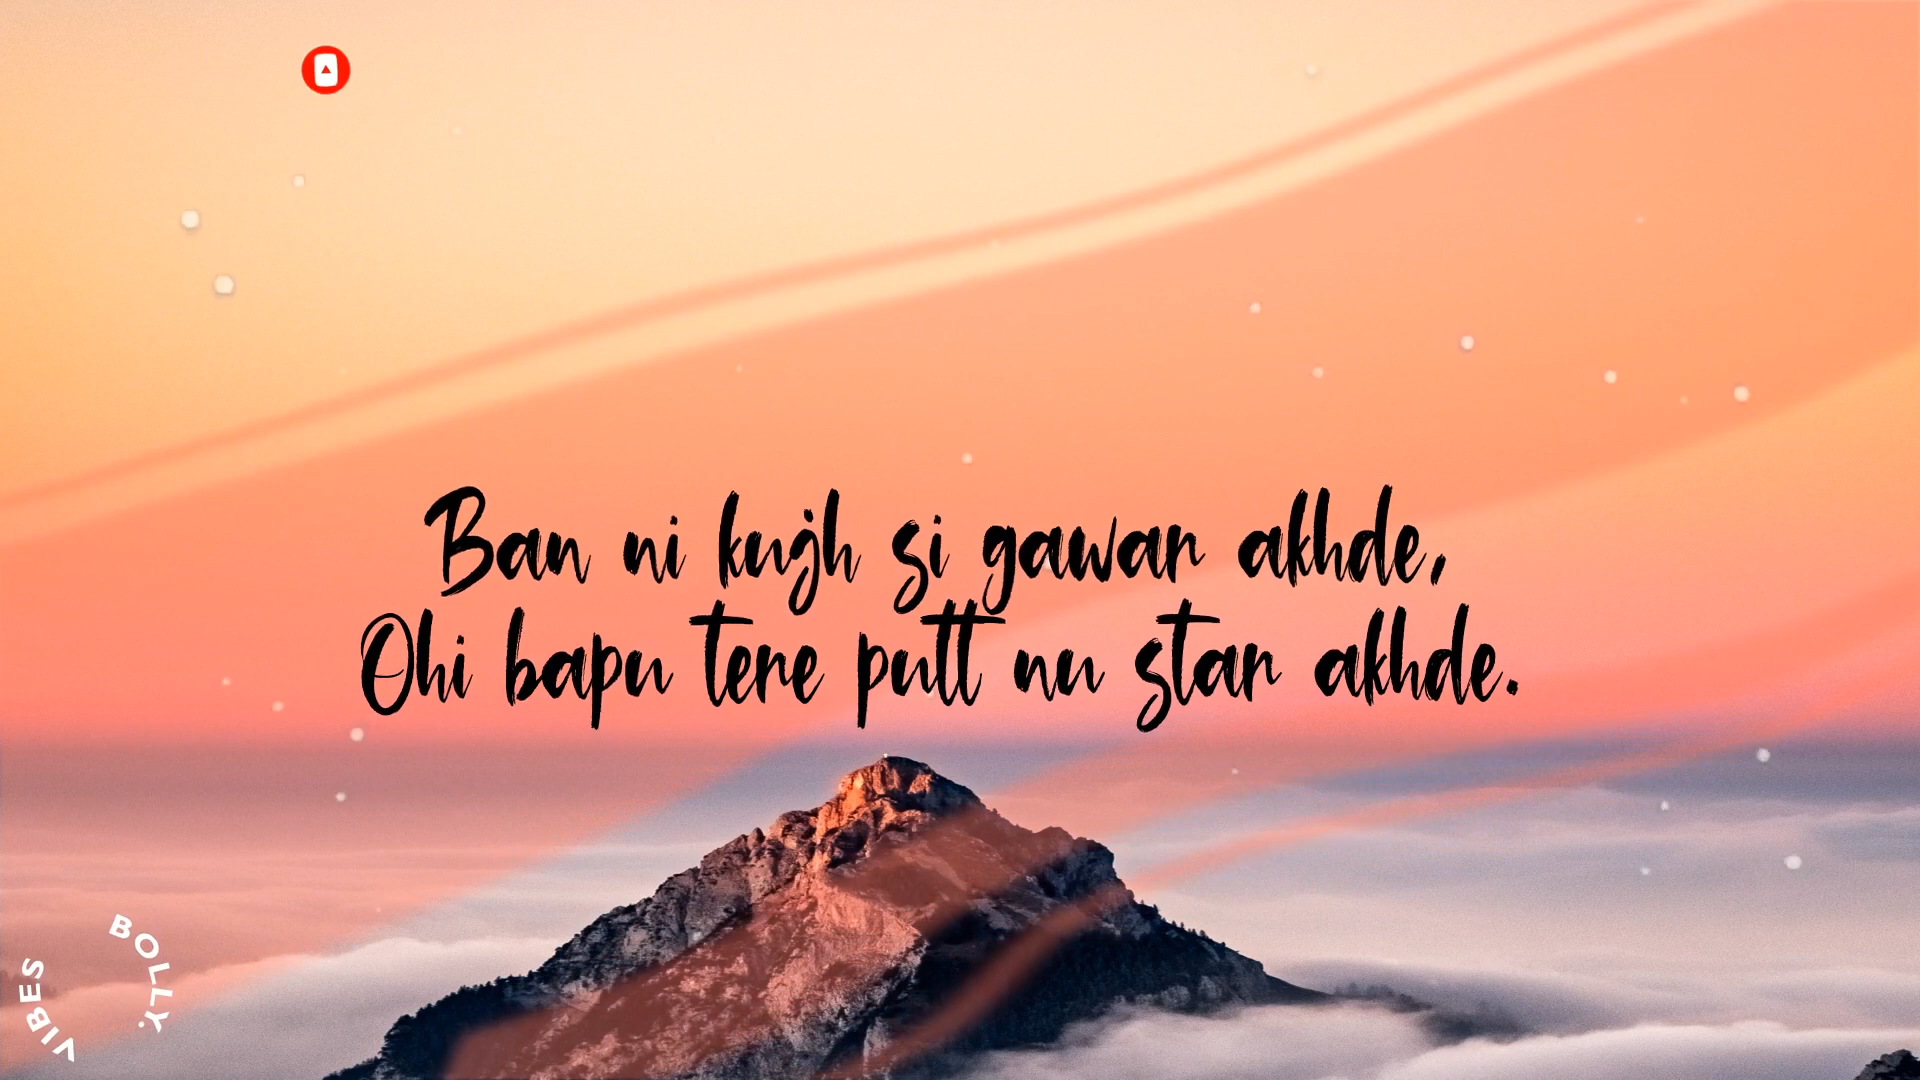 Ban ni kujh si gawar akhde,
Ohi bapu tere putt nu star akhde.
BOLLY
VIBES